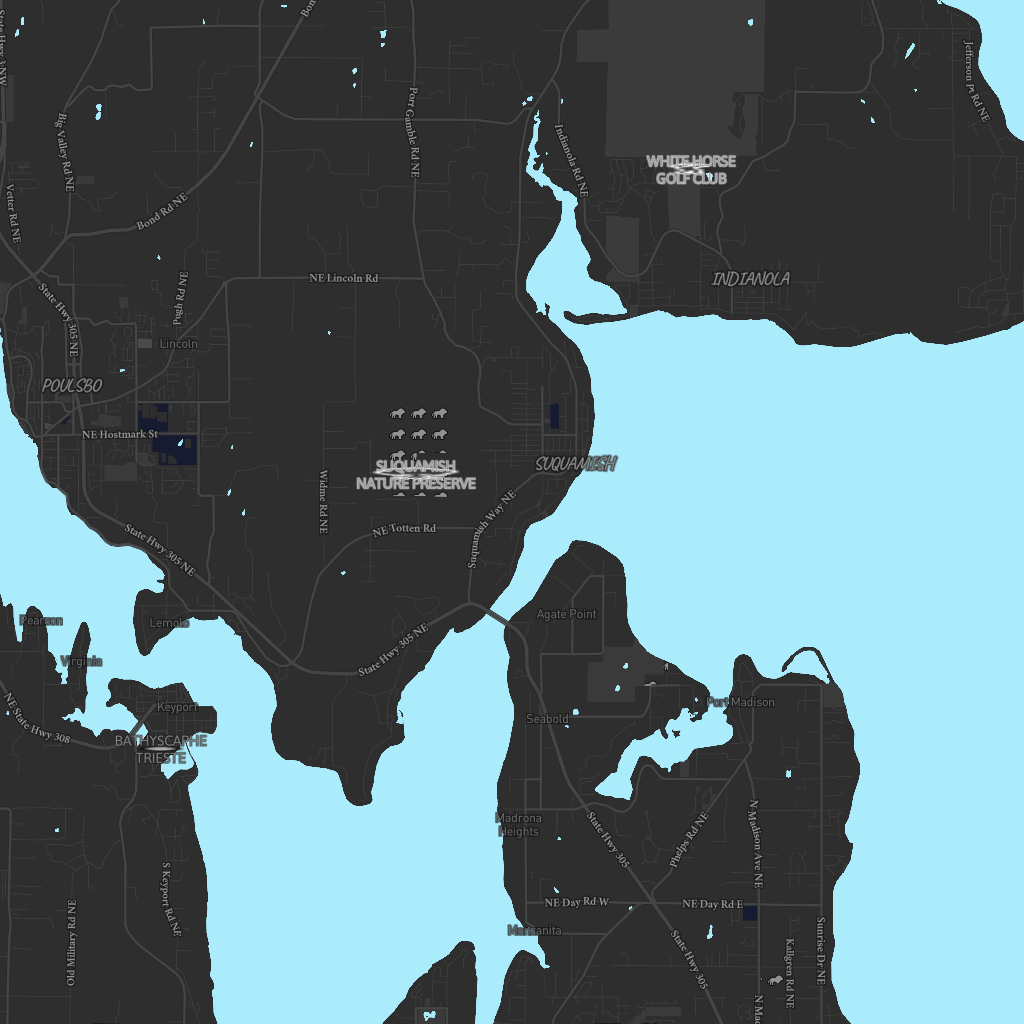 Bon
State Hwy 3 NW
Jefferson Pt Rd NE
Port Gamble Rd NE
Big Valley Rd NE
Indianola Rd NE
WHITE HORSE
GOLF CLUB
Vetter Rd NE
Bond Rd NE
NE Lincoln Rd
INDIANOLA
Pugh Rd NE
State Hwy 305 NE
Lincoln
POULSBO
NE Hostmark St
SUQUAMISH
NATURE PRESERVE
SUQUAMISH
Widme Rd NE
Suquamish Way NE
NE Totten Rd
State Hwy 305 NE
Agate Point
Pearson
Lemolo
State Hwy 305 NE
Virginia
Keyport
Port Madison
NE State Hwy 308
Seabold
BATHYSCAPHE
TRIESTE
Madrona
Heights
State Hwy 305
Phelps Rd NE
N Madison Ave NE
S Keyport Rd NE
Old Military Rd NE
NE Day Rd W
NE Day Rd E
Manzanita
State Hwy 305
Kallgren Rd NE
Sunrise Dr NE
N Mad